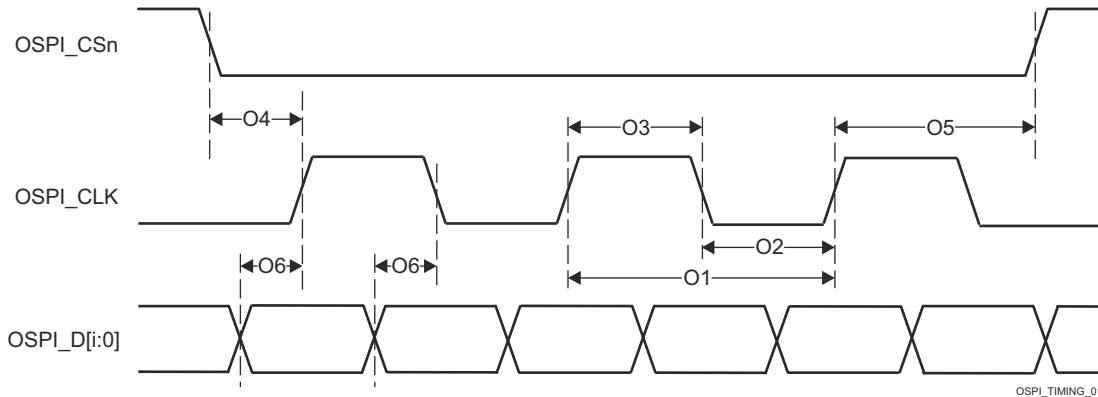 OSPI_CSn
O4
O3
O5
OSPI_CLK
O2
O6
O6
O1
OSPI_D[i:0]
OSPI_TIMING_0